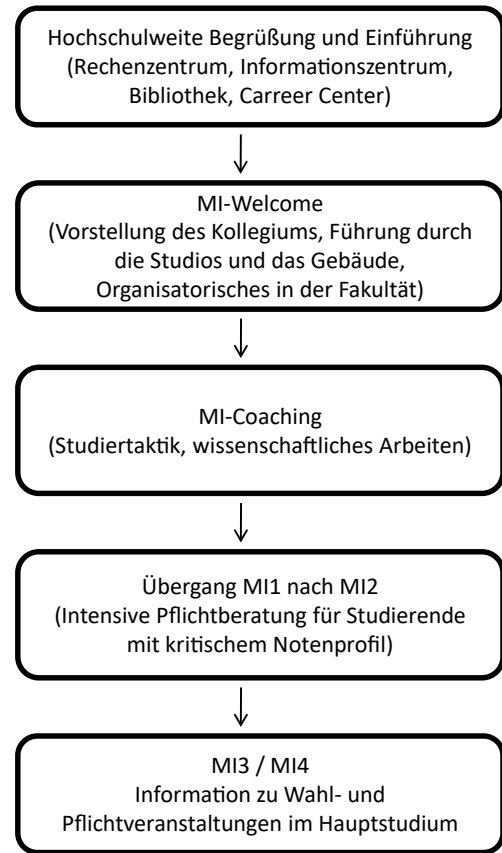 Hochschulweite Begrüßung und Einführung
(Rechenzentrum, Informationszentrum,
Bibliothek, Carreer Center)
MI-Welcome
(Vorstellung des Kollegiums, Führung durch
die Studios und das Gebäude,
Organisatorisches in der Fakultät)
MI-Coaching
(Studiertaktik, wissenschaftliches Arbeiten)
Übergang MI1 nach MI2
(Intensive Pflichtberatung für Studierende
mit kritischem Notenprofil)
MI3 / MI4
Information zu Wahl- und
Pflichtveranstaltungen im Hauptstudium